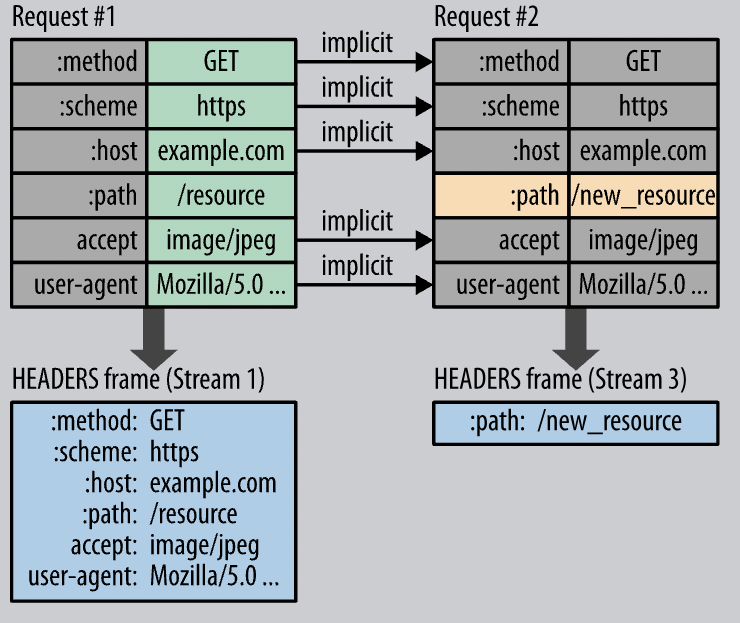 Request #1
:method GET
:scheme https
:host example.com
:path /resource
accept image/jpeg
user-agent Mozilla/5.0 ...
implicit
implicit
implicit
implicit
implicit
Request #2
:method GET
:scheme https
:host example.com
:path /new_resource
accept image/jpeg
user-agent Mozilla/5.0 ...
HEADERS frame (Stream 1)
:method: GET
:scheme: https
:host: example.com
:path: /resource
accept: image/jpeg
user-agent: Mozilla/5.0 ...
HEADERS frame (Stream 3)
:path: /new_resource